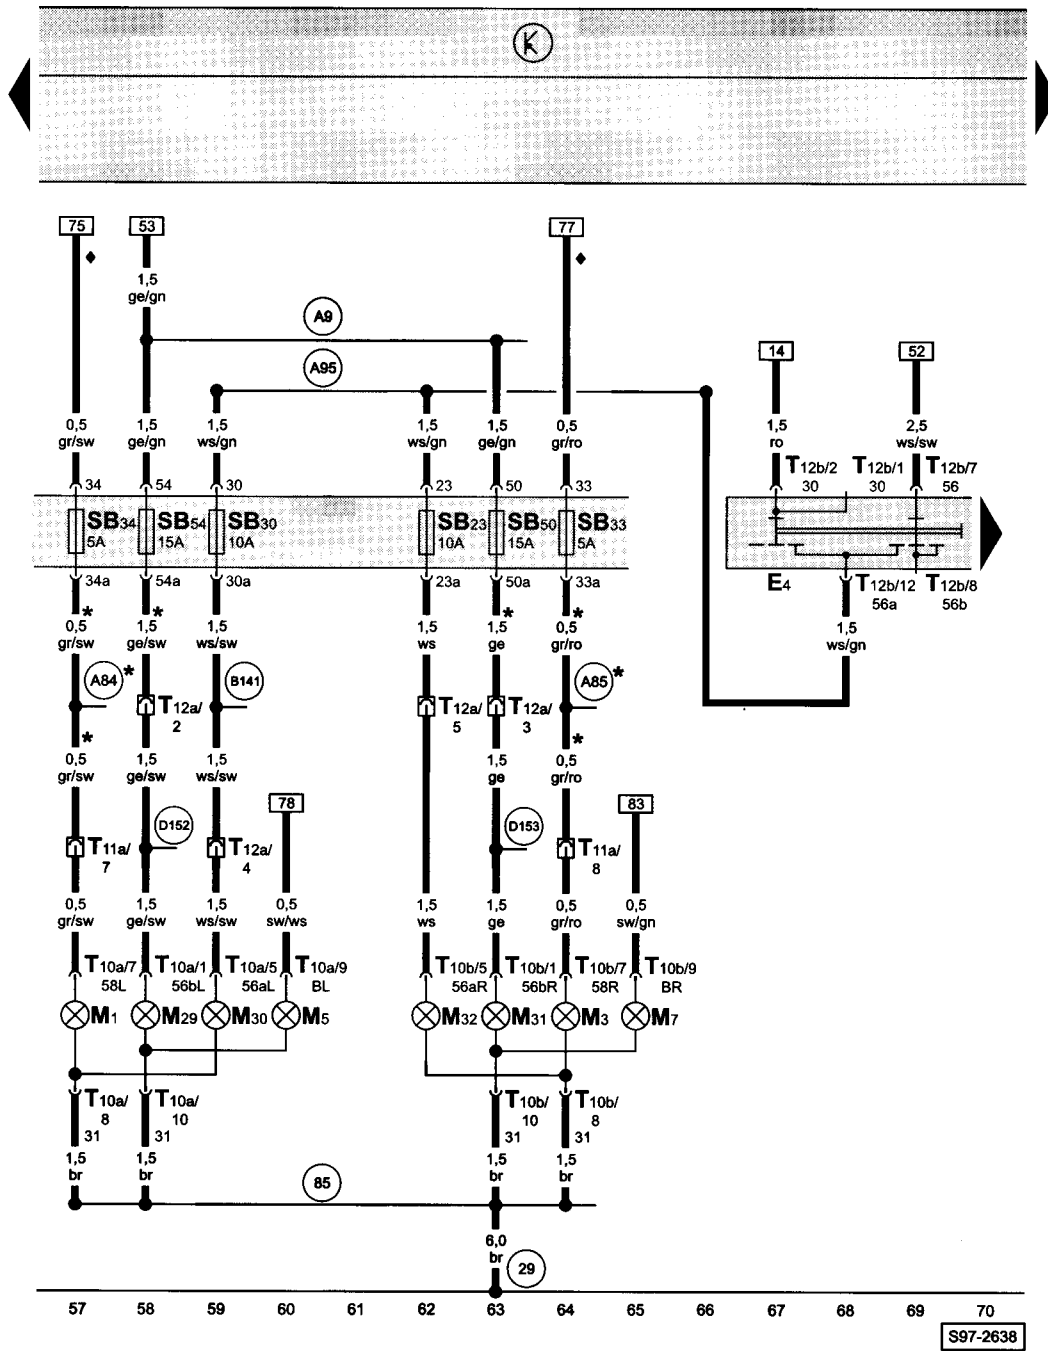 K
75 53 77
1,5
ge/gn
A9
A95
14 52
0,5 1,5 1,5 1,5 1,5 0,5 1,5 2,5
gr/sw ge/gn ws/gn ws/gn ge/gn gr/ro ro ws/sw
T12b/2 T12b/1 T12b/7
30 30 56
34 54 30 23 50 33
SB34 SB54 SB30 SB23 SB50 SB33
5A 15A 10A 10A 15A 5A
34a 54a 30a 23a 50a 33a
E4 T12b/12 T12b/8
56a 56b
* * * *
0,5 1,5 1,5 1,5 1,5 0,5 1,5
gr/sw ge/sw ws/sw ws ge gr/ro ws/gn
A84 * B141 A85 *
T12a/ T12a/ T12a/
2 5 3
* *
0,5 1,5 1,5 1,5 0,5
gr/sw ge/sw ws/sw ge gr/ro
78 83
D152 D153
T11a/ T12a/ T11a/
7 4 8
0,5 1,5 1,5 0,5 1,5 1,5 0,5 0,5
gr/sw ge/sw ws/sw sw/ws ws ge gr/ro sw/gn
T10a/7 T10a/1 T10a/5 T10a/9 T10b/5 T10b/1 T10b/7 T10b/9
58L 56bL 56aL BL 56aR 56bR 58R BR
M1 M29 M30 M5 M32 M31 M3 M7
T10a/ T10a/ T10b/ T10b/
8 10 10 8
31 31 31
1,5 1,5 1,5 1,5
br br br br
85
6,0
br
29
57 58 59 60 61 62 63 64 65 66 67 68 69 70
S97-2638